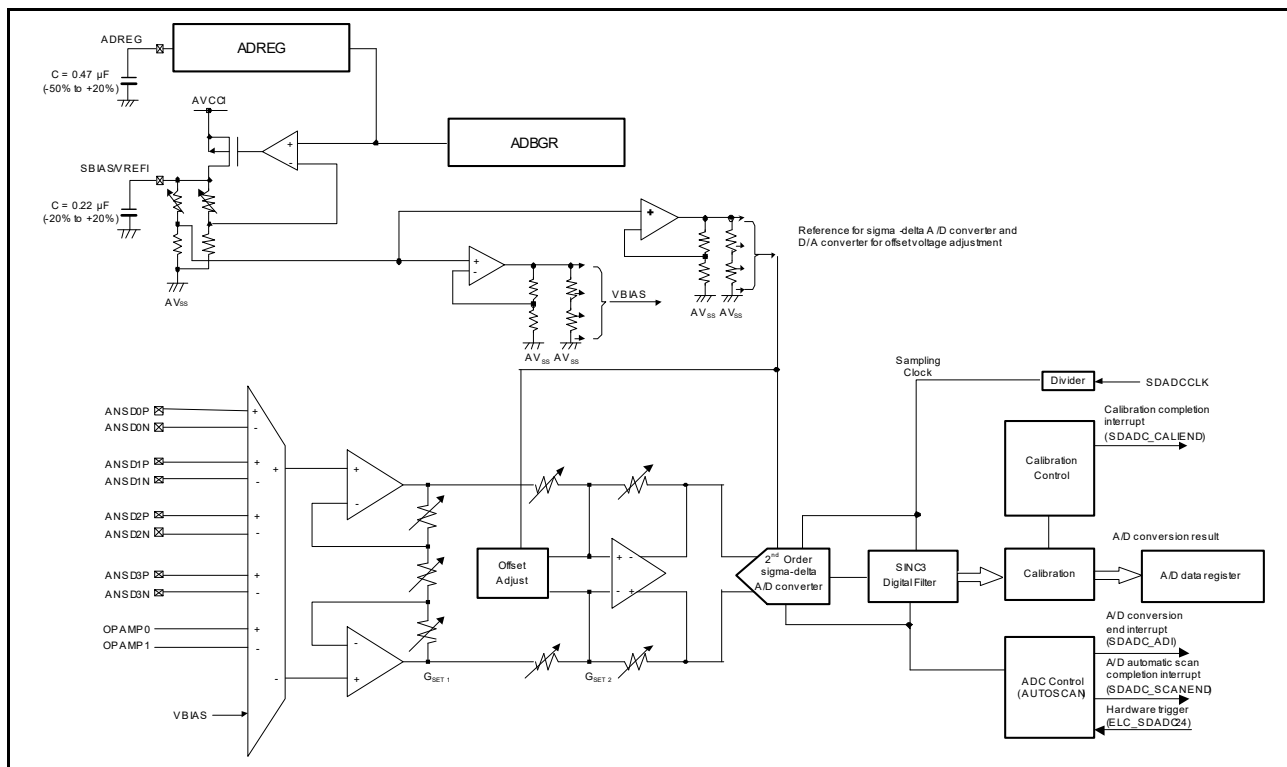 ADREG
ADREG
C = 0.47 µF
(-50% to +20%)
AVCCI
ADBGR
SBIAS/VREFI
C = 0.22 µF
(-20% to +20%)
AVSS
+
-
+
-
+
Reference for sigma -delta A /D converter and
D/A converter for offset voltage adjustment
VBIAS
AVSS AVSS
AVSS AVSS
Sampling
Clock
Divider
SDADCCLK
Calibration completion
interrupt
(SDADC_CALIEND)
Calibration
Control
ANSD0P +
ANSD0N -
ANSD1P +
ANSD1N -
ANSD2P +
ANSD2N -
ANSD3P +
ANSD3N -
OPAMP0 +
OPAMP1 -
VBIAS
+
-
+
-
-
+
GSET 1
GSET 2
Offset
Adjust
+ -
- +
2nd Order
sigma-delta
A/D converter
SINC3
Digital Filter
Calibration
A/D conversion result
A/D data register
ADC Control
(AUTOSCAN)
A/D conversion
end interrupt
(SDADC_ADI)
A/D automatic scan
completion interrupt
(SDADC_SCANEND)
Hardware trigger
(ELC_SDADC24)